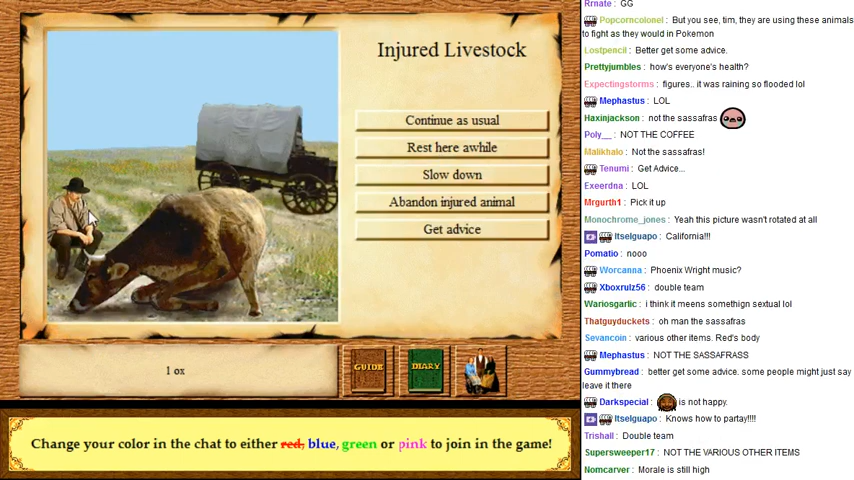 Injured Livestock
Continue as usual
Rest here awhile
Slow down
Abandon injured animal
Get advice
1 ox
GUIDE
DIARY
Change your color in the chat to either red, blue, green or pink to join in the game!
Rrnate : GG
Popcorncolonel : But you see, tim, they are using these animals
to fight as they would in Pokemon
Lostpencil : Better get some advice.
Prettyjumbles : how's everyone's health?
Expectingstorms : figures.. it was raining so flooded lol
Mephastus : LOL
Haxinjackson : not the sassafras
Poly__ : NOT THE COFFEE
Malikhalo : Not the sassafras!
Tenumi : Get Advice...
Exeerdna : LOL
Mrgurth1 : Pick it up
Monochrome_jones : Yeah this picture wasn't rotated at all
Itselguapo : California!!!
Pomatio : nooo
Worcanna : Phoenix Wright music?
Xboxrulz56 : double team
Wariosgarlic : i think it meens somethign sextual lol
Thatguyduckets : oh man the sassafras
Sevancoin : various other items. Red's body
Mephastus : NOT THE SASSAFRASS
Gummybread : better get some advice. some people might just say
leave it there
Darkspecial : is not happy.
Itselguapo : Knows how to partay!!!!
Trishall : Double team
Supersweeper17 : NOT THE VARIOUS OTHER ITEMS
Nomcarver : Morale is still high